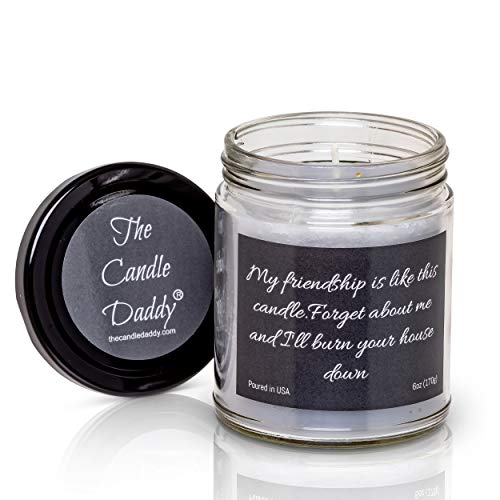 The
Candle
Daddy®
thecandledaddy.com
My friendship is like this
candle.Forget about me
and I'll burn your house
down
Poured in USA
6oz (170g)